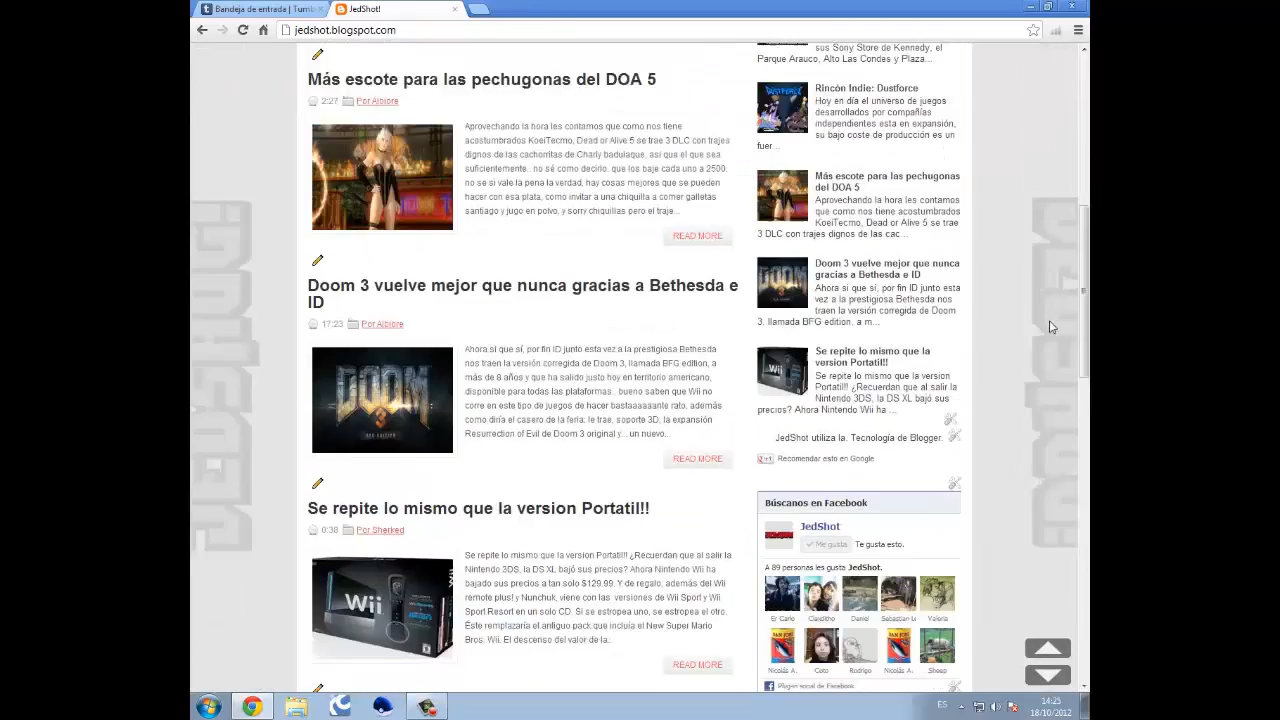 Bandeja de entrada | Tumb
JedShot!
jedshot.blogspot.com
Más escote para las pechugonas del DOA 5
2:27 Por Albiore
Aprovechando la hora les contamos que como nos tiene
acostumbrados KoeiTecmo, Dead or Alive 5 se trae 3 DLC con trajes
dignos de las cachorritas de Charly badulaque, asi que el que sea
suficientemente.. no sé como decirlo, que los baje cada uno a 2500.
no se si vale la pena la verdad, hay cosas mejores que se pueden
hacer con esa plata, como invitar a una chiquilla a comer galletas
santiago y jugo en polvo, y sorry chiquillas pero el traje...
READ MORE
Doom 3 vuelve mejor que nunca gracias a Bethesda e
ID
17:23 Por Albiore
Ahora si que sí, por fin ID junto esta vez a la prestigiosa Bethesda
nos traen la versión corregida de Doom 3, llamada BFG edition, a
más de 8 años y que ha salido justo hoy en territorio americano,
disponible para todas las plataformas.. bueno saben que Wii no
corre en este tipo de juegos de hacer bastaaaaaante rato, además
como diría el casero de la feria: le trae, soporte 3D, la expansión
Resurrection of Evil de Doom 3 original y... un nuevo..
READ MORE
DOOM
3
Se repite lo mismo que la version Portatil!!
0:38 Por Sherked
Se repite lo mismo que la version Portatil!! ¿Recuerdan que al salir la
Nintendo 3DS, la DS XL bajó sus precios? Ahora Nintendo Wii ha
bajado sus precios a tan solo $129.99. Y de regalo, además del Wii
remote plus! y Nunchuk, vine con las versiones de Wii Sport y Wii
Sport Resort en un solo CD. Si se estropea uno, se estropea el otro.
Éste remplazaría el antiguo pack que incluía el New Super Mario
Bros. Wii. El descenso del valor de la..
READ MORE
Wii
sus Sony Store de Kennedy, el
Parque Arauco, Alto Las Condes y Plaza...
Rincón Indie: Dustforce
Hoy en día el universo de juegos
desarrollados por compañías
independientes esta en expansión,
su bajo coste de producción es un
fuer...
Más escote para las pechugonas
del DOA 5
Aprovechando la hora les contamos
que como nos tiene acostumbrados
KoeiTecmo, Dead or Alive 5 se trae
3 DLC con trajes dignos de las cac...
Doom 3 vuelve mejor que nunca
gracias a Bethesda e ID
Ahora si que sí, por fin ID junto esta
vez a la prestigiosa Bethesda nos
traen la versión corregida de Doom
3, llamada BFG edition, a m...
Se repite lo mismo que la
version Portatil!!
Se repite lo mismo que la version
Portatil!! ¿Recuerdan que al salir la
Nintendo 3DS, la DS XL bajó sus
precios? Ahora Nintendo Wii ha ...
JedShot utiliza la. Tecnología de Blogger.
+1 Recomendar esto en Google
Búscanos en Facebook
JedShot
Me gusta Te gusta esto.
A 89 personas les gusta JedShot.
Er Carlo Claxditho Daniel Sebastian-Lu Valeria
Nicolás A. Coto Rodrigo Nicolás A. Sheep
Plug-in social de Facebook
ES
14:25
18/10/2012